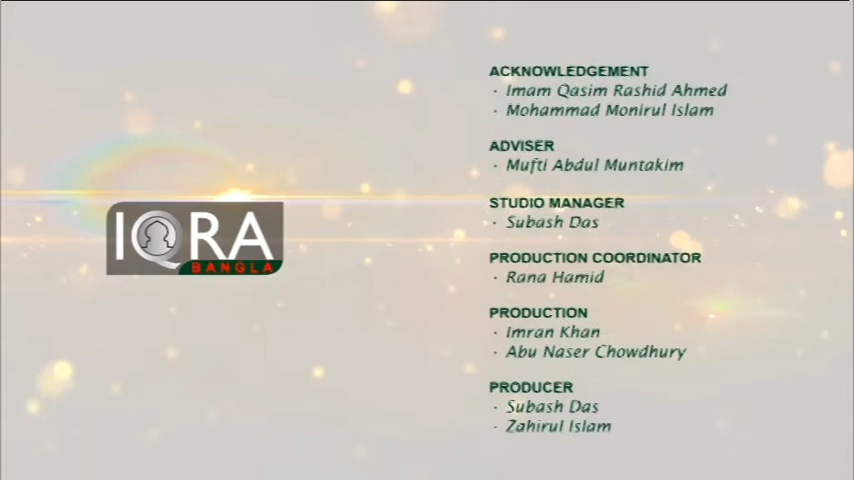 IQRA
BANGLA
ACKNOWLEDGEMENT
· Imam Qasim Rashid Ahmed
· Mohammad Monirul Islam
ADVISER
· Mufti Abdul Muntakim
STUDIO MANAGER
· Subash Das
PRODUCTION COORDINATOR
· Rana Hamid
PRODUCTION
· Imran Khan
· Abu Naser Chowdhury
PRODUCER
· Subash Das
· Zahirul Islam